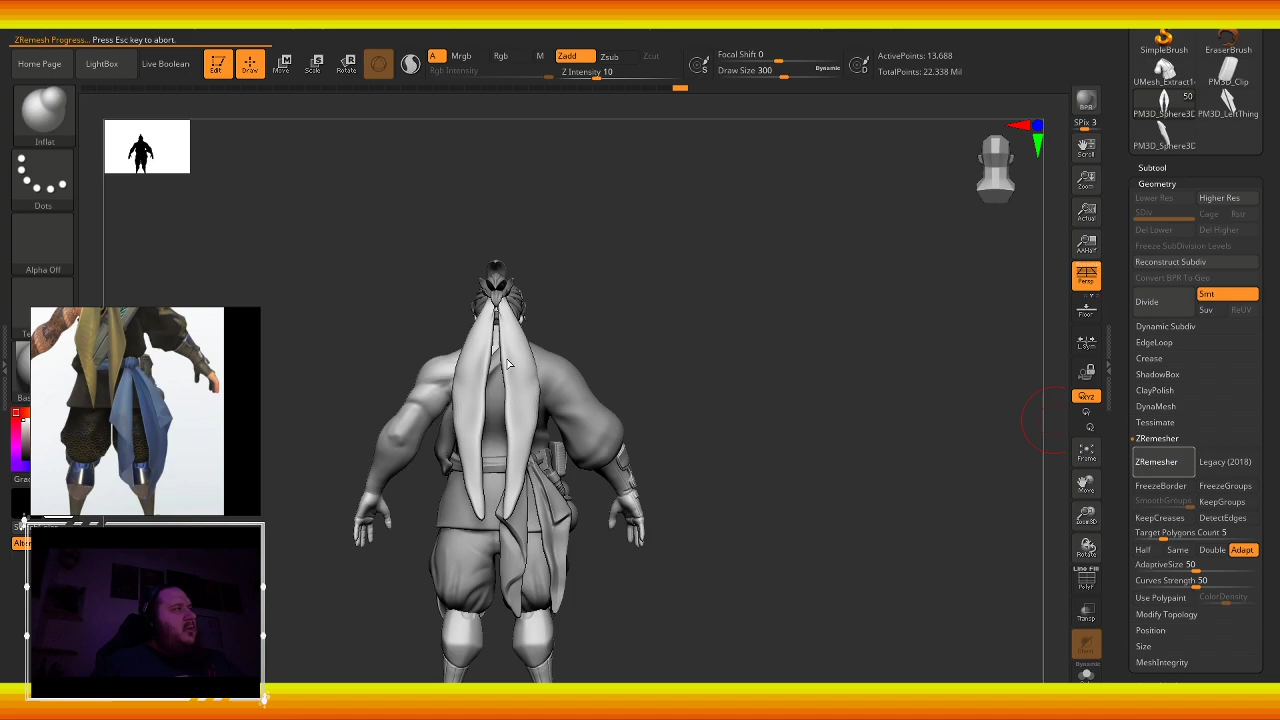 ZRemesh Progress... Press Esc key to abort.
Home Page
LightBox
Live Boolean
Edit
Draw
Move
Scale
Rotate
A
Mrgb
Rgb
M
Rgb Intensity
Zadd
Zsub
Zcut
Z Intensity 10
Focal Shift 0
Draw Size 300
Dynamic
ActivePoints: 13,688
TotalPoints: 22.338 Mil
SimpleBrush
EraserBrush
UMesh_Extract1
PM3D_Clip
50
PM3D_Sphere3D
PM3D_LeftThing
PM3D_Sphere3D
Inflat
Dots
Alpha Off
BPR
SPix 3
Scroll
Zoom
Actual
AAHalf
Persp
Floor
L.Sym
XYZ
Frame
Move
Zoom3D
Rotate
Line Fill
PolyF
Transp
Dynamic
Subtool
Geometry
Lower Res
Higher Res
SDiv
Cage
Rstr
Del Lower
Del Higher
Freeze SubDivision Levels
Reconstruct Subdiv
Convert BPR To Geo
Divide
Smt
Suv
ReUV
Dynamic Subdiv
EdgeLoop
Crease
ShadowBox
ClayPolish
DynaMesh
Tessimate
ZRemesher
ZRemesher
Legacy (2018)
FreezeBorder
FreezeGroups
SmoothGroups
KeepGroups
KeepCreases
DetectEdges
Target Polygons Count 5
Half
Same
Double
Adapt
AdaptiveSize 50
Curves Strength 50
Use Polypaint
ColorDensity
Modify Topology
Position
Size
MeshIntegrity